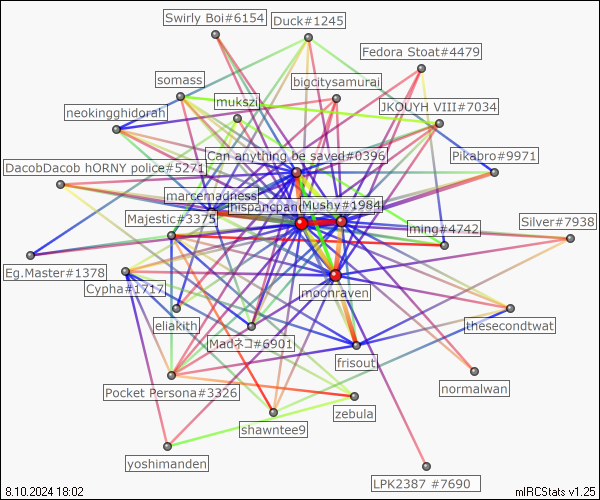 Swirly Boi#6154
Duck#1245
Fedora Stoat#4479
somass
bigcitysamurai
mukszi
JKOUYH VIII#7034
neokingghidorah
Can anything be saved#0396
Pikabro#9971
DacobDacob hORNY police#5271
marcemadness
Mushy#1984
Majestic#3375
Silver#7938
ming#4742
Eg.Master#1378
Cypha#1717
moonraven
eliakith
thesecondtwat
Madネコ#6901
frisout
normalwan
Pocket Persona#3326
zebula
shawntee9
yoshimanden
LPK2387 #7690
8.10.2024 18:02
mIRCStats v1.25